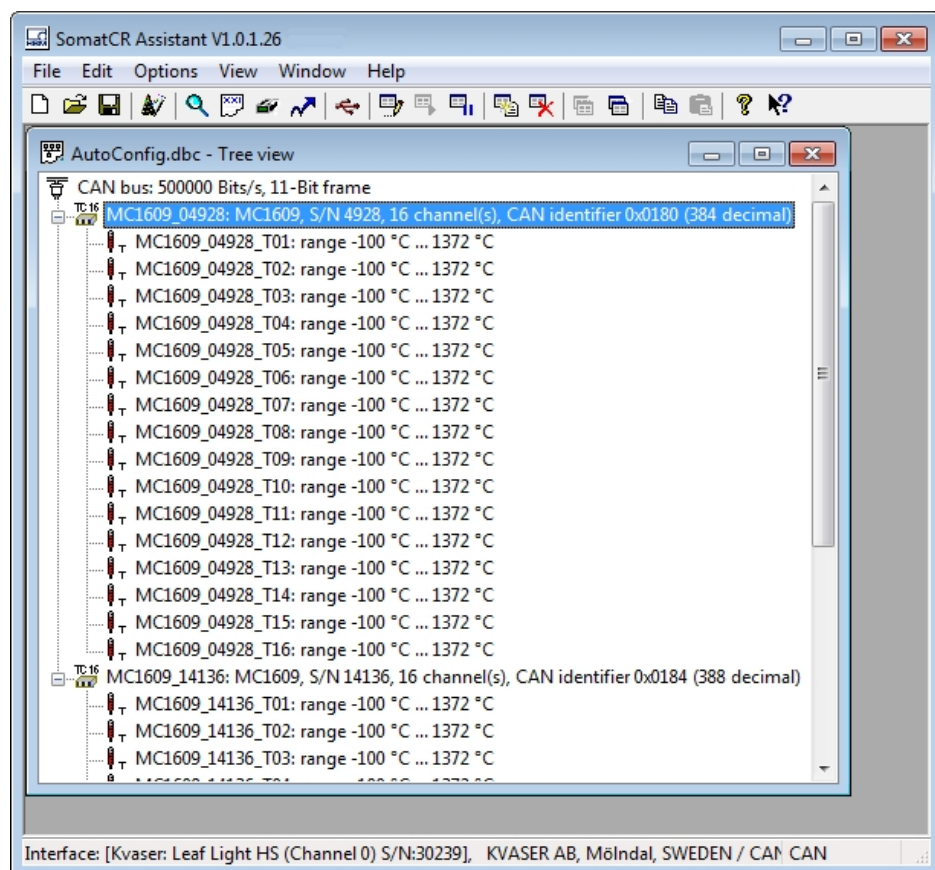 SomatCR Assistant V1.0.1.26
File Edit Options View Window Help
AutoConfig.dbc - Tree view
CAN bus: 500000 Bits/s, 11-Bit frame
TC 16 MC1609_04928: MC1609, S/N 4928, 16 channel(s), CAN identifier 0x0180 (384 decimal)
T MC1609_04928_T01: range -100 °C ... 1372 °C
T MC1609_04928_T02: range -100 °C ... 1372 °C
T MC1609_04928_T03: range -100 °C ... 1372 °C
T MC1609_04928_T04: range -100 °C ... 1372 °C
T MC1609_04928_T05: range -100 °C ... 1372 °C
T MC1609_04928_T06: range -100 °C ... 1372 °C
T MC1609_04928_T07: range -100 °C ... 1372 °C
T MC1609_04928_T08: range -100 °C ... 1372 °C
T MC1609_04928_T09: range -100 °C ... 1372 °C
T MC1609_04928_T10: range -100 °C ... 1372 °C
T MC1609_04928_T11: range -100 °C ... 1372 °C
T MC1609_04928_T12: range -100 °C ... 1372 °C
T MC1609_04928_T13: range -100 °C ... 1372 °C
T MC1609_04928_T14: range -100 °C ... 1372 °C
T MC1609_04928_T15: range -100 °C ... 1372 °C
T MC1609_04928_T16: range -100 °C ... 1372 °C
TC 16 MC1609_14136: MC1609, S/N 14136, 16 channel(s), CAN identifier 0x0184 (388 decimal)
T MC1609_14136_T01: range -100 °C ... 1372 °C
T MC1609_14136_T02: range -100 °C ... 1372 °C
T MC1609_14136_T03: range -100 °C ... 1372 °C
Interface: [Kvaser: Leaf Light HS (Channel 0) S/N:30239], KVASER AB, Mölndal, SWEDEN / CAN CAN